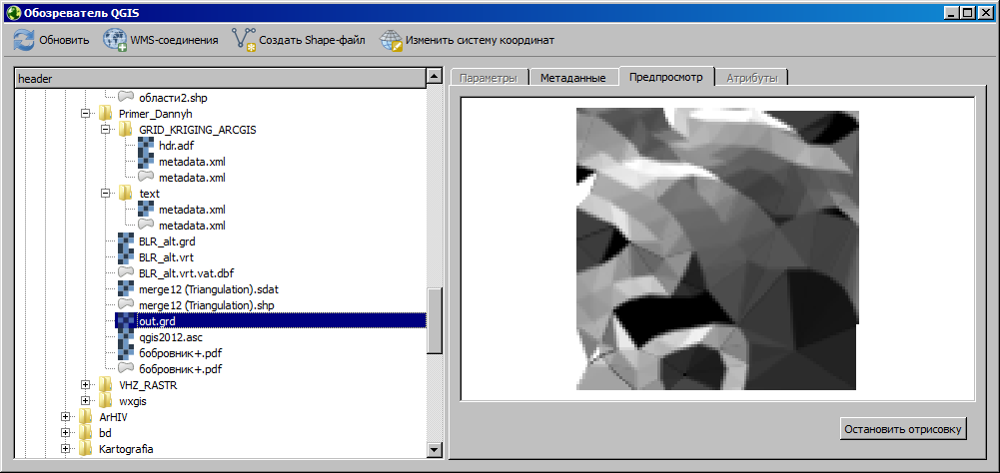 Обозреватель QGIS
Обновить WMS-соединения Создать Shape-файл Изменить систему координат
header
области2.shp
Primer_Dannyh
GRID_KRIGING_ARCGIS
hdr.adf
metadata.xml
metadata.xml
text
metadata.xml
metadata.xml
BLR_alt.grd
BLR_alt.vrt
BLR_alt.vrt.vat.dbf
merge12 (Triangulation).sdat
merge12 (Triangulation).shp
out.grd
qgis2012.asc
бобровник+.pdf
бобровник+.pdf
VHZ_RASTR
wxgis
ArHIV
bd
Kartografia
Параметры Метаданные Предпросмотр Атрибуты
Остановить отрисовку